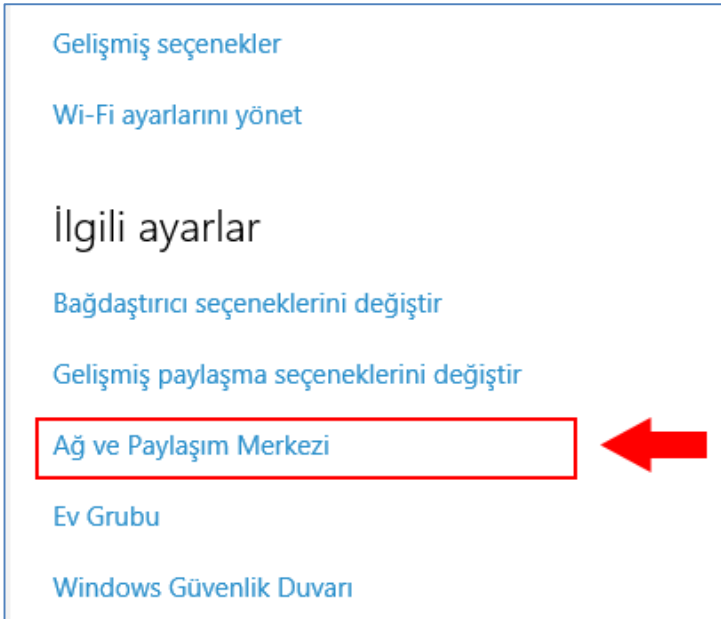 Gelişmiş seçenekler
Wi-Fi ayarlarını yönet
İlgili ayarlar
Bağdaştırıcı seçeneklerini değiştir
Gelişmiş paylaşma seçeneklerini değiştir
Ağ ve Paylaşım Merkezi
Ev Grubu
Windows Güvenlik Duvarı